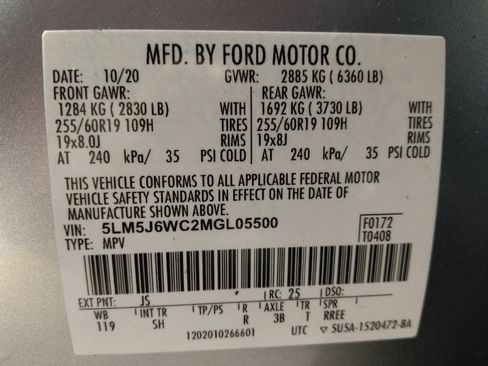 MFD. BY FORD MOTOR CO.
DATE: 10/20 GVWR: 2885 KG ( 6360 LB)
FRONT GAWR: REAR GAWR:
1284 KG ( 2830 LB) WITH 1692 KG ( 3730 LB) WITH
255/60R19 109H TIRES 255/60R19 109H TIRES
19x8.0J RIMS 19x8J RIMS
AT 240 kPa/ 35 PSI COLD AT 240 kPa/ 35 PSI COLD
THIS VEHICLE CONFORMS TO ALL APPLICABLE FEDERAL MOTOR
VEHICLE SAFETY STANDARDS IN EFFECT ON THE DATE OF
MANUFACTURE SHOWN ABOVE.
VIN: 5LM5J6WC2MGL05500 F0172
TYPE: MPV T0408
EXT PNT: JS RC: 25 DSO:
WB INT TR TP/PS R AXLE TR SPR
119 SH R 3B T RREE
1202010266601 UTC ▽ 5U5A-1520472-BA